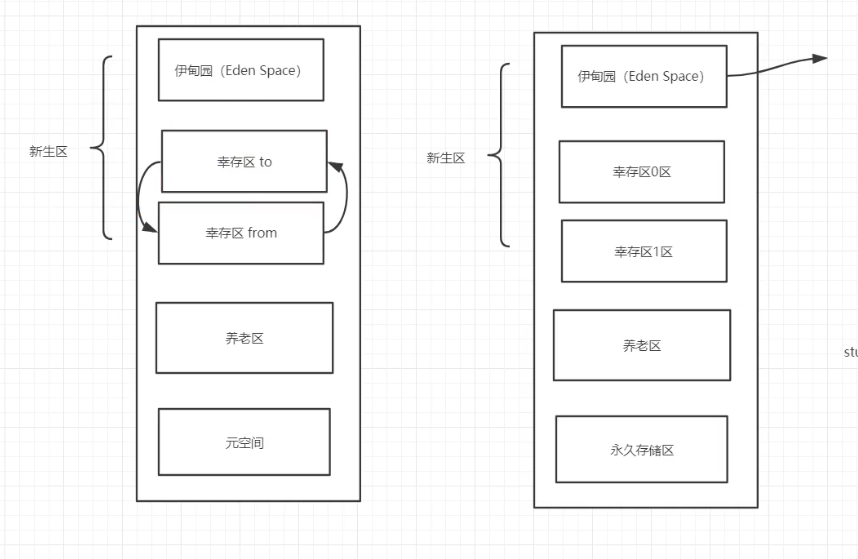 伊甸园（Eden Space）
新生区
幸存区 to
幸存区 from
养老区
元空间
伊甸园（Eden Space）
新生区
幸存区0区
幸存区1区
养老区
永久存储区
stu